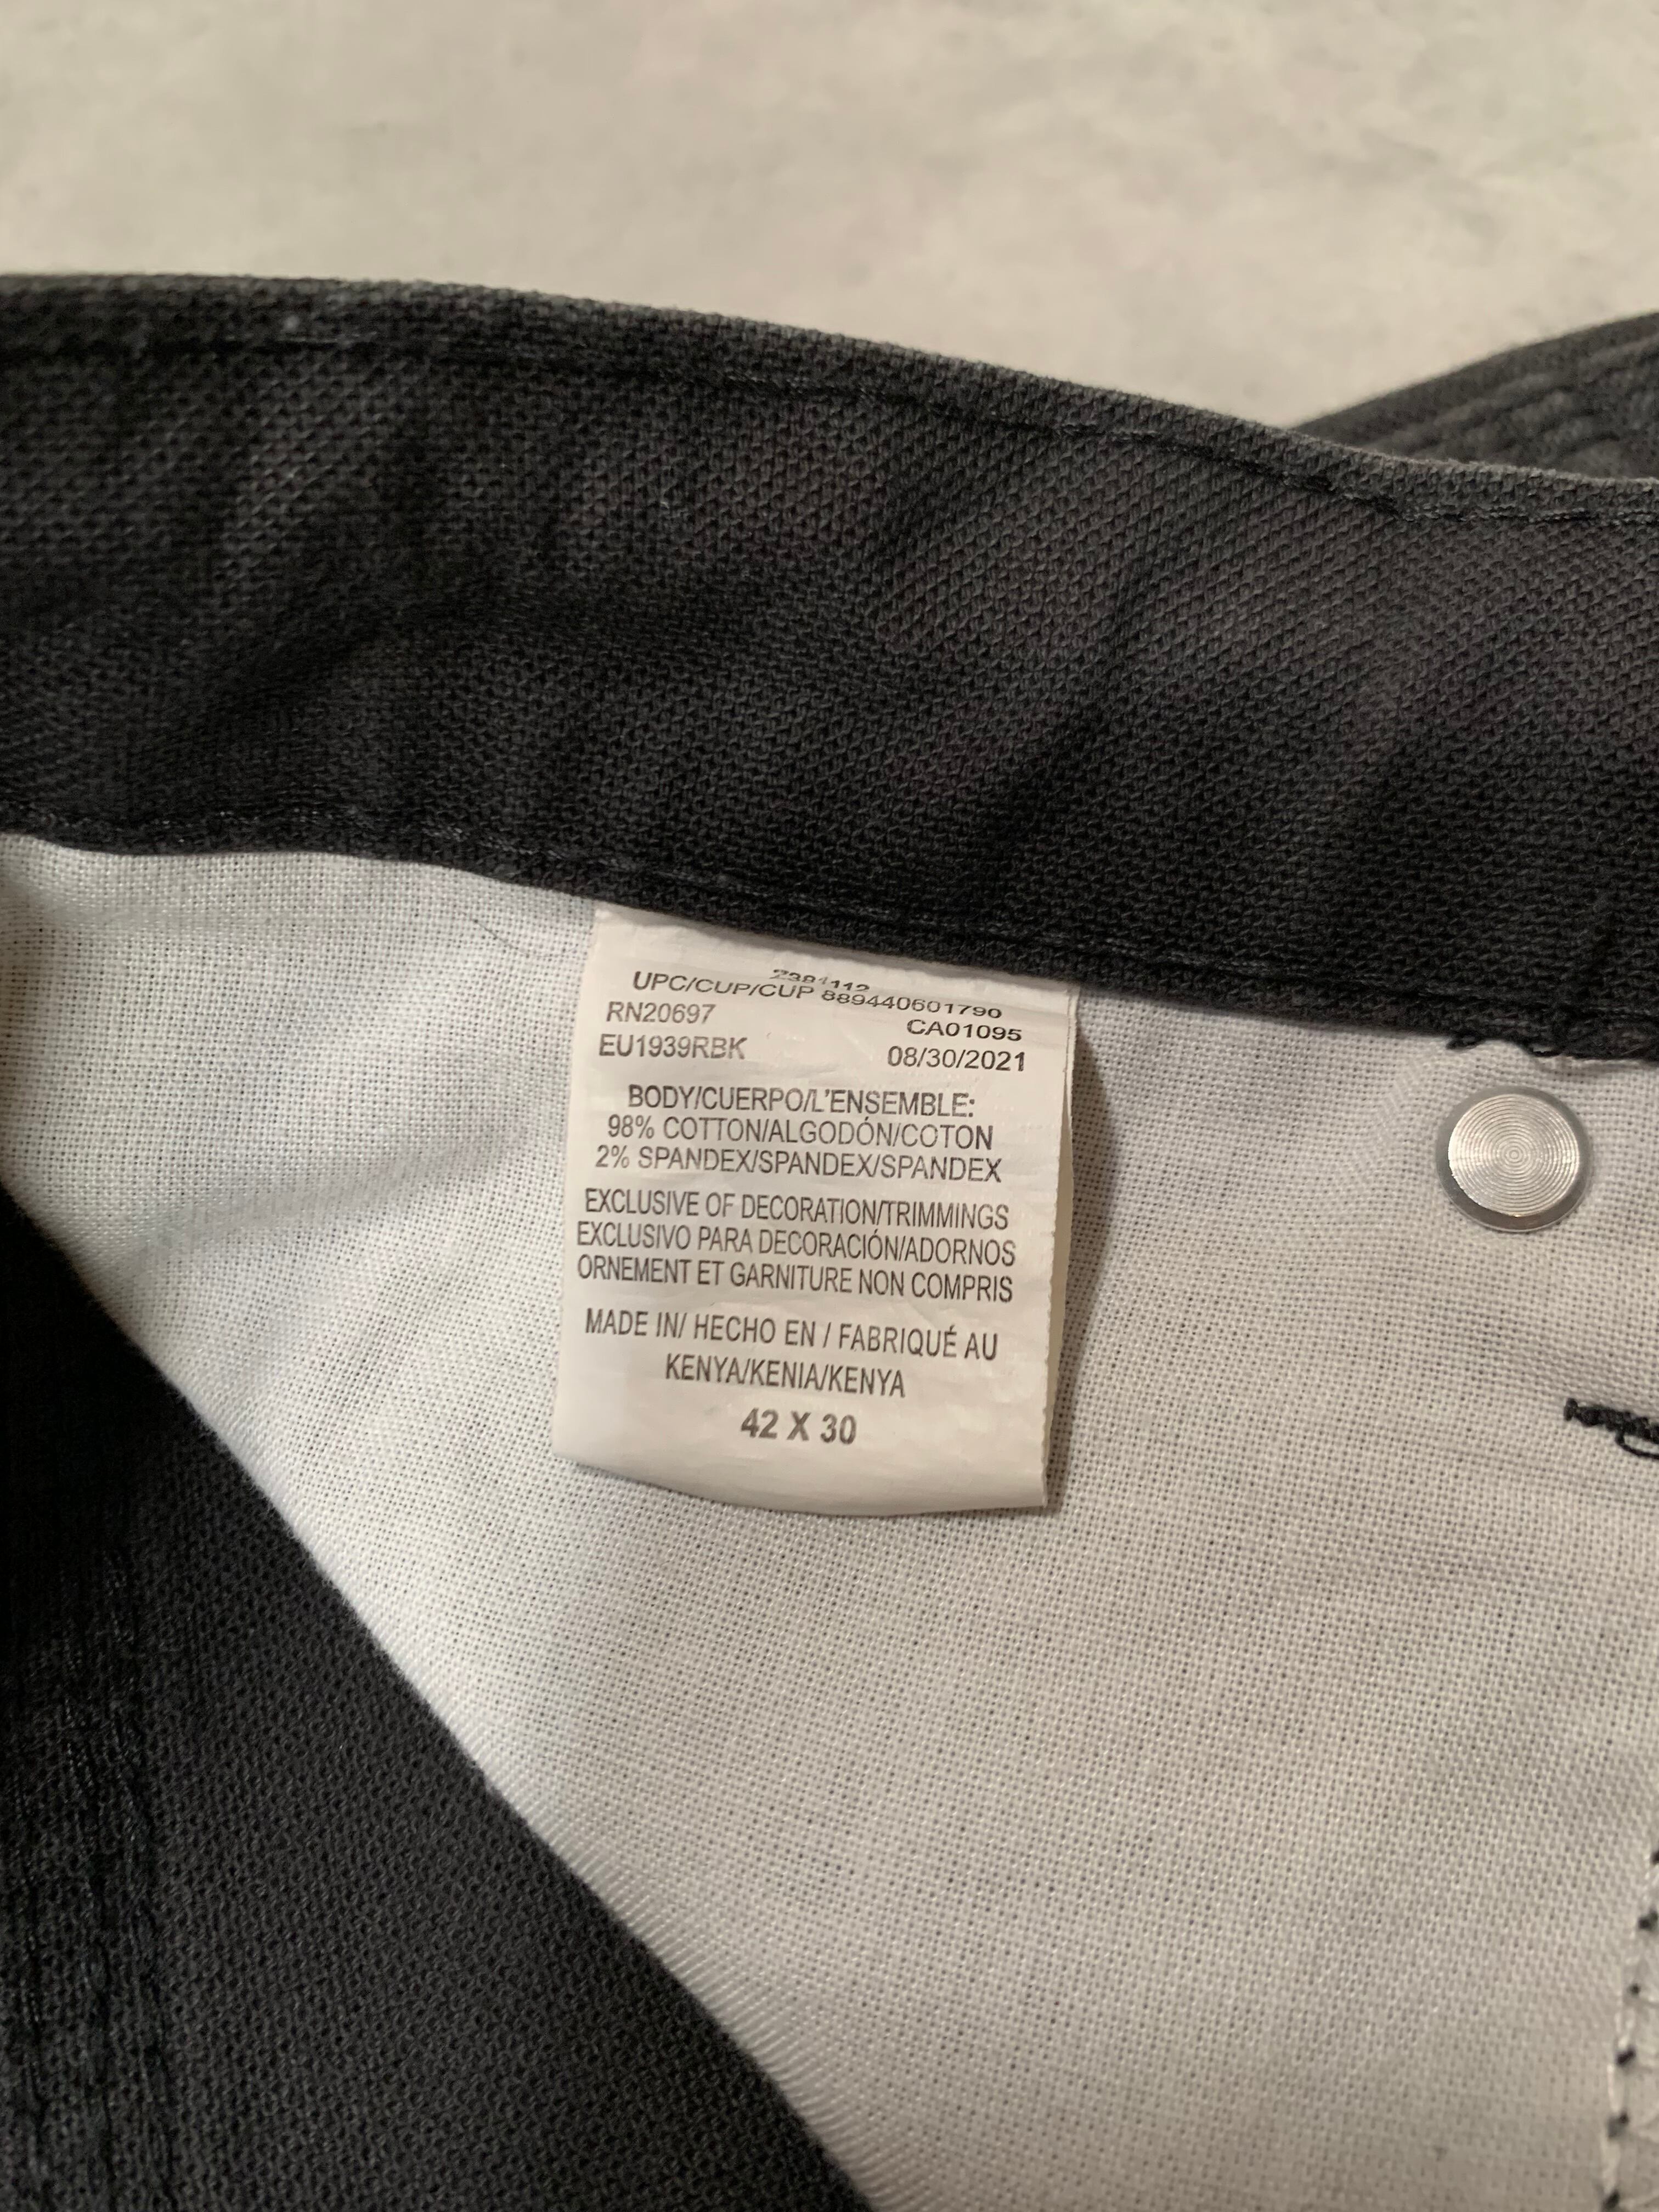 UPC/CUP/CUP 889440601790
RN20697 CA01095
EU1939RBK 08/30/2021
BODY/CUERPO/L'ENSEMBLE:
98% COTTON/ALGODÓN/COTON
2% SPANDEX/SPANDEX/SPANDEX
EXCLUSIVE OF DECORATION/TRIMMINGS
EXCLUSIVO PARA DECORACIÓN/ADORNOS
ORNEMENT ET GARNITURE NON COMPRIS
MADE IN/ HECHO EN / FABRIQUÉ AU
KENYA/KENIA/KENYA
42 X 30